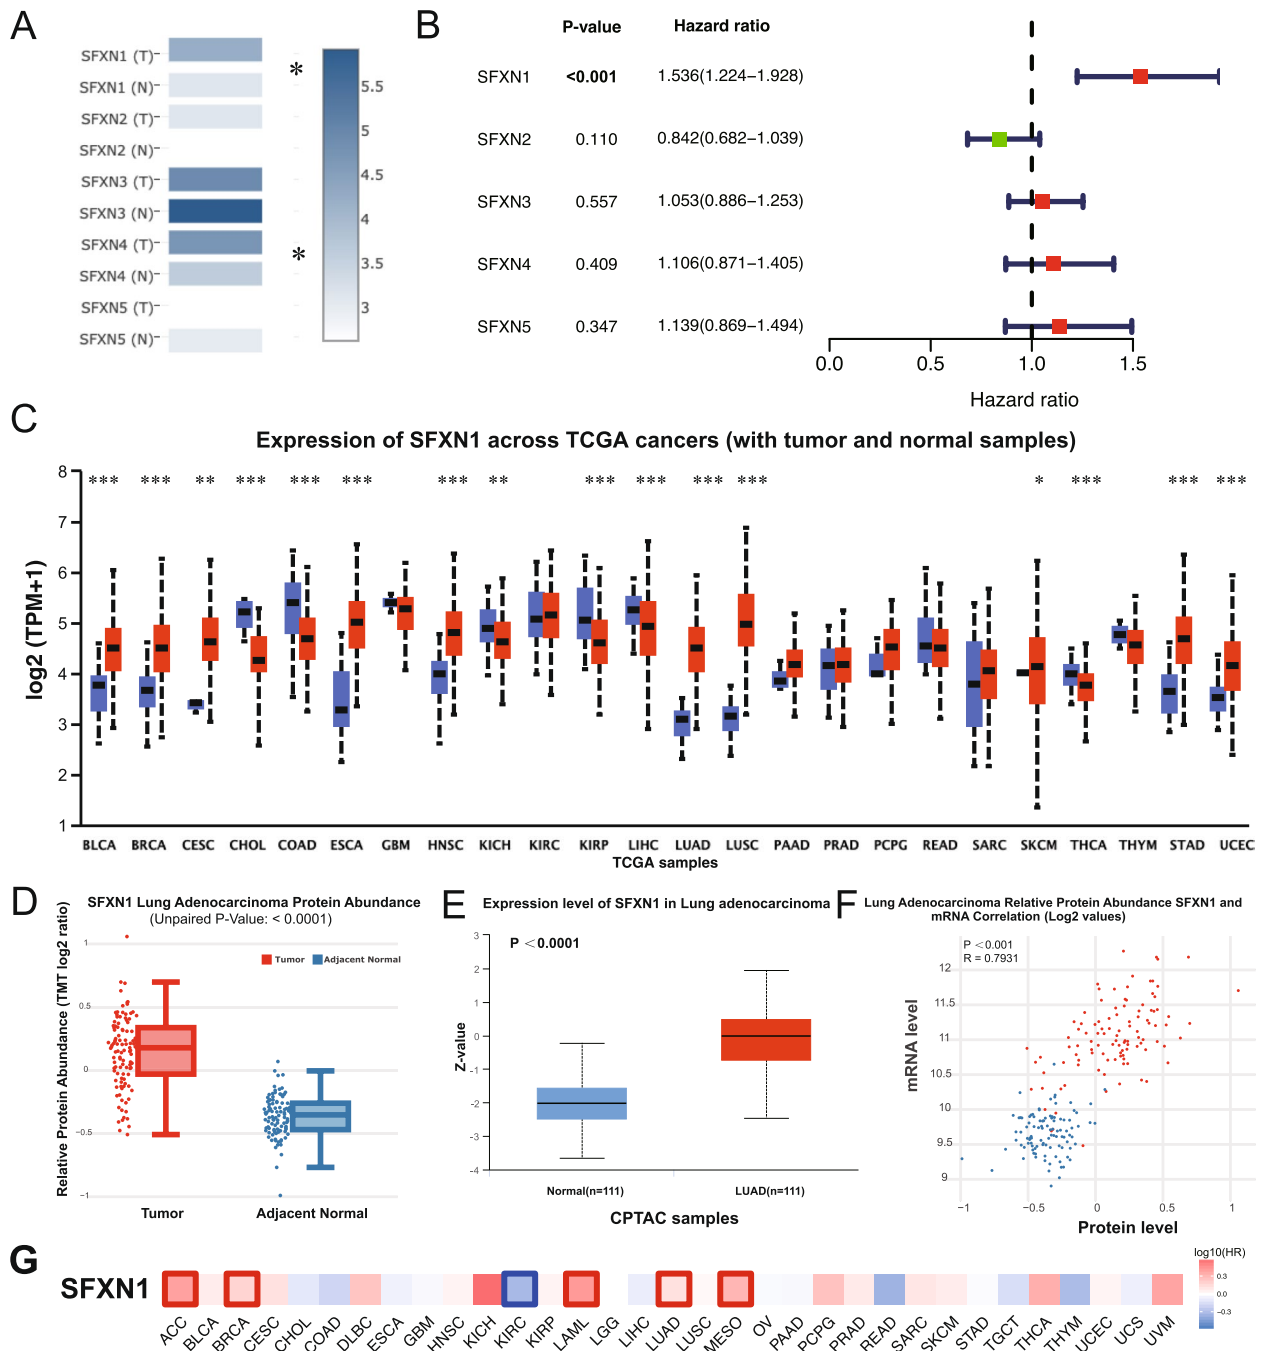 A
SFXN1 (T)
SFXN1 (N)
SFXN2 (T)
SFXN2 (N)
SFXN3 (T)
SFXN3 (N)
SFXN4 (T)
SFXN4 (N)
SFXN5 (T)
SFXN5 (N)
*
*
5.5
5
4.5
4
3.5
3
B
P-value Hazard ratio
SFXN1 <0.001 1.536(1.224–1.928)
SFXN2 0.110 0.842(0.682–1.039)
SFXN3 0.557 1.053(0.886–1.253)
SFXN4 0.409 1.106(0.871–1.405)
SFXN5 0.347 1.139(0.869–1.494)
0.0 0.5 1.0 1.5
Hazard ratio
C
Expression of SFXN1 across TCGA cancers (with tumor and normal samples)
log2 (TPM+1)
8
7
6
5
4
3
2
1
*** *** ** *** *** *** *** ** *** *** *** *** * *** *** ***
BLCA BRCA CESC CHOL COAD ESCA GBM HNSC KICH KIRC KIRP LIHC LUAD LUSC PAAD PRAD PCPG READ SARC SKCM THCA THYM STAD UCEC
TCGA samples
D
SFXN1 Lung Adenocarcinoma Protein Abundance
(Unpaired P-Value: < 0.0001)
Relative Protein Abundance (TMT log2 ratio)
Tumor Adjacent Normal
1
0.5
0
−0.5
−1
Tumor Adjacent Normal
E
Expression level of SFXN1 in Lung adenocarcinoma
P <0.0001
Z-value
3
2
1
0
-1
-2
-3
-4
Normal(n=111) LUAD(n=111)
CPTAC samples
F
Lung Adenocarcinoma Relative Protein Abundance SFXN1 and
mRNA Correlation (Log2 values)
P <0.001
R = 0.7931
mRNA level
12
11.5
11
10.5
10
9.5
9
−1 −0.5 0 0.5 1
Protein level
G
SFXN1
ACC BLCA BRCA CESC CHOL COAD DLBC ESCA GBM HNSC KICH KIRC KIRP LAML LGG LIHC LUAD LUSC MESO OV PAAD PCPG PRAD READ SARC SKCM STAD TGCT THCA THYM UCEC UCS UVM
log10(HR)
0.3
0.0
−0.3